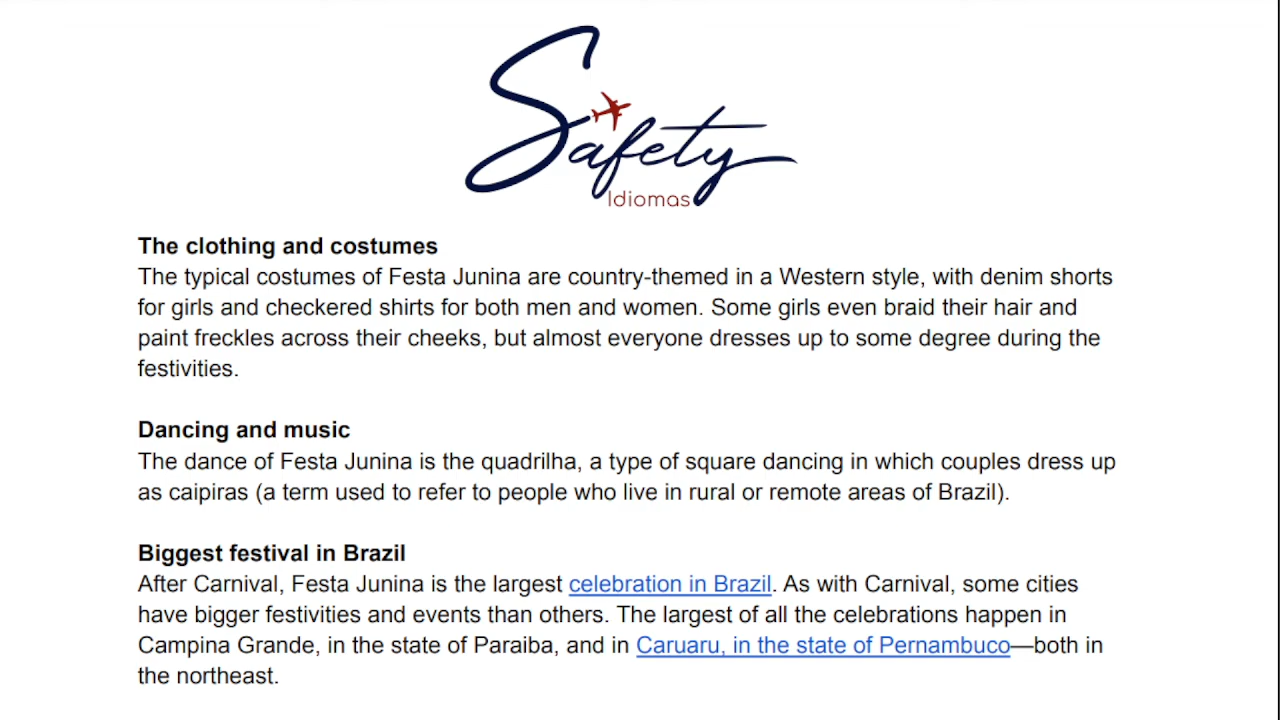 Safety
Idiomas
The clothing and costumes
The typical costumes of Festa Junina are country-themed in a Western style, with denim shorts
for girls and checkered shirts for both men and women. Some girls even braid their hair and
paint freckles across their cheeks, but almost everyone dresses up to some degree during the
festivities.
Dancing and music
The dance of Festa Junina is the quadrilha, a type of square dancing in which couples dress up
as caipiras (a term used to refer to people who live in rural or remote areas of Brazil).
Biggest festival in Brazil
After Carnival, Festa Junina is the largest celebration in Brazil. As with Carnival, some cities
have bigger festivities and events than others. The largest of all the celebrations happen in
Campina Grande, in the state of Paraiba, and in Caruaru, in the state of Pernambuco—both in
the northeast.